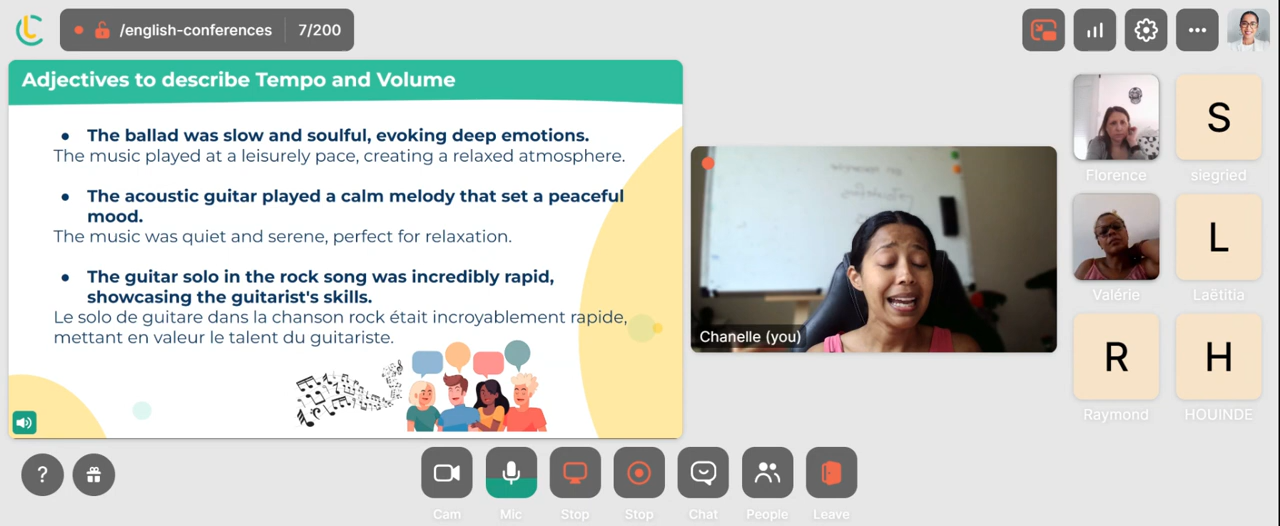 /english-conferences
7/200
Adjectives to describe Tempo and Volume
● The ballad was slow and soulful, evoking deep emotions.
The music played at a leisurely pace, creating a relaxed atmosphere.
● The acoustic guitar played a calm melody that set a peaceful
mood.
The music was quiet and serene, perfect for relaxation.
● The guitar solo in the rock song was incredibly rapid,
showcasing the guitarist's skills.
Le solo de guitare dans la chanson rock était incroyablement rapide,
mettant en valeur le talent du guitariste.
Chanelle (you)
Florence
S
siegried
Valérie
L
Laëtitia
R
Raymond
H
HOUINDE
?
Cam
Mic
Stop
Stop
Chat
People
Leave